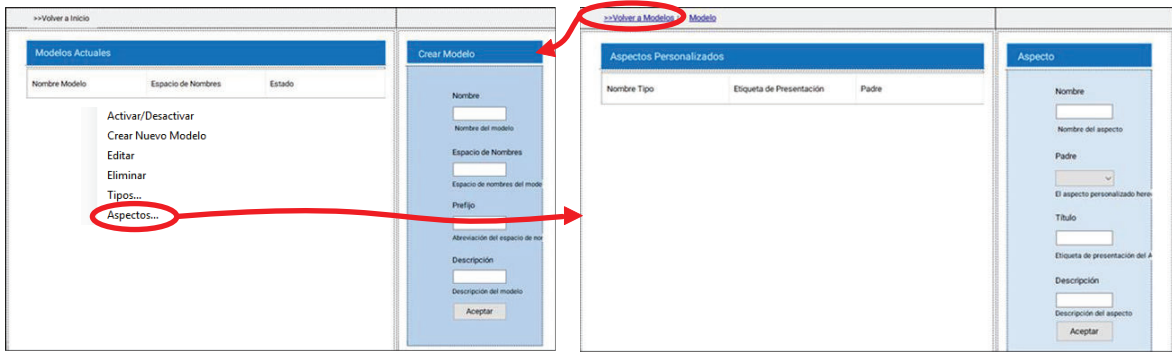 >>Volver a Inicio
Modelos Actuales
Nombre Modelo Espacio de Nombres Estado
Activar/Desactivar
Crear Nuevo Modelo
Editar
Eliminar
Tipos...
Aspectos...
Crear Modelo
Nombre
Nombre del modelo
Espacio de Nombres
Espacio de nombres del mode
Prefijo
Abreviación del espacio de nor
Descripción
Descripción del modelo
Aceptar
>>Volver a Modelos Modelo
Aspectos Personalizados
Nombre Tipo Etiqueta de Presentación Padre
Aspecto
Nombre
Nombre del aspecto
Padre
El aspecto personalizado here
Título
Etiqueta de presentación del A
Descripción
Descripción del aspecto
Aceptar